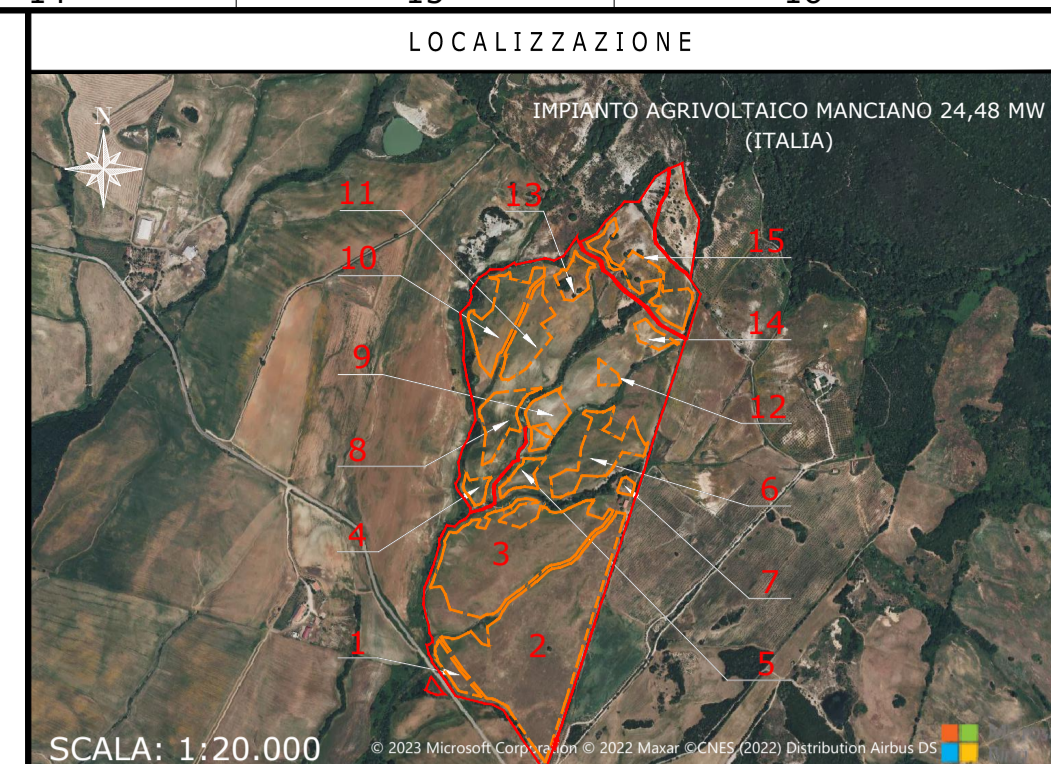 LOCALIZZAZIONE
IMPIANTO AGRIVOLTAICO MANCIANO 24,48 MW
(ITALIA)
N
11
13
15
10
14
9
12
8
6
4
3
7
1
2
5
SCALA: 1:20.000
© 2023 Microsoft Corporation © 2022 Maxar ©CNES (2022) Distribution Airbus DS